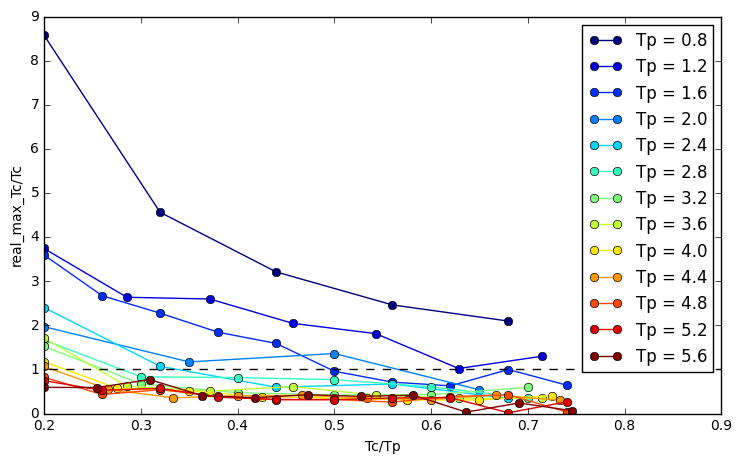 9
8
7
6
5
4
3
2
1
0
real_max_Tc/Tc
Tp = 0.8
Tp = 1.2
Tp = 1.6
Tp = 2.0
Tp = 2.4
Tp = 2.8
Tp = 3.2
Tp = 3.6
Tp = 4.0
Tp = 4.4
Tp = 4.8
Tp = 5.2
Tp = 5.6
0.2 0.3 0.4 0.5 0.6 0.7 0.8 0.9
Tc/Tp